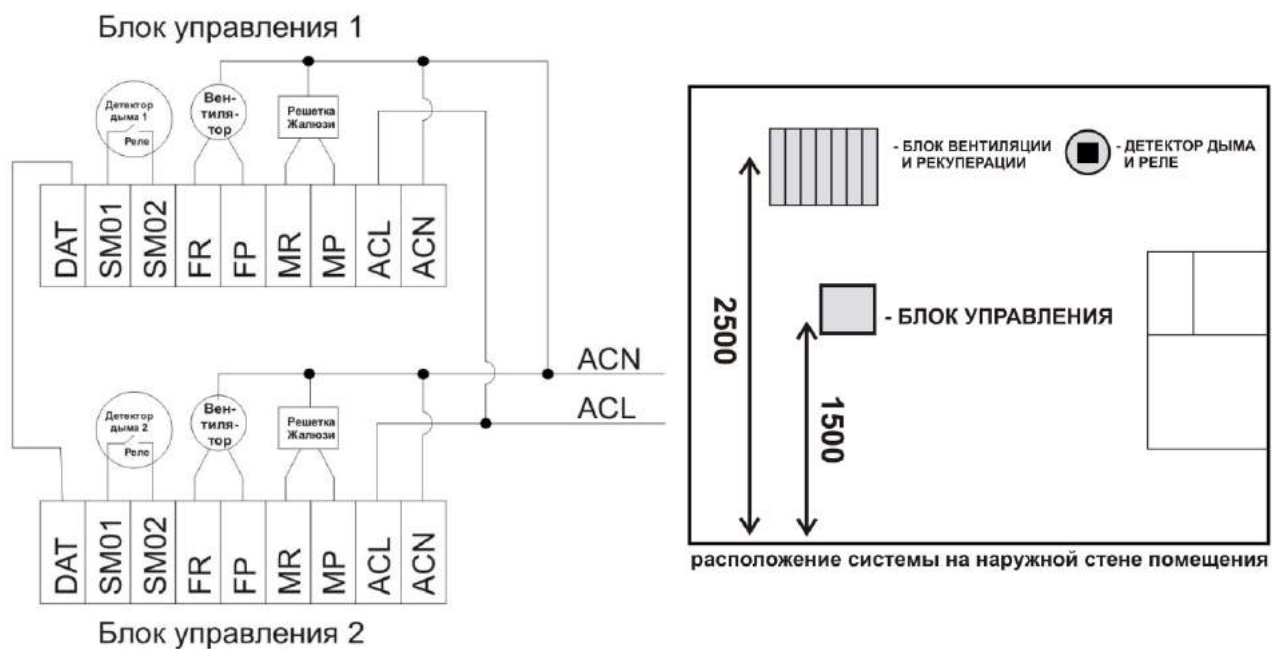 Блок управления 1
Детектор
дыма 1
Реле
Вен-
тиля-
тор
Решетка
Жалюзи
DAT
SM01
SM02
FR
FP
MR
MP
ACL
ACN
ACN
ACL
Детектор
дыма 2
Реле
Вен-
тиля-
тор
Решетка
Жалюзи
DAT
SM01
SM02
FR
FP
MR
MP
ACL
ACN
Блок управления 2
- БЛОК ВЕНТИЛЯЦИИ
И РЕКУПЕРАЦИИ
- ДЕТЕКТОР ДЫМА
И РЕЛЕ
2500
- БЛОК УПРАВЛЕНИЯ
1500
расположение системы на наружной стене помещения